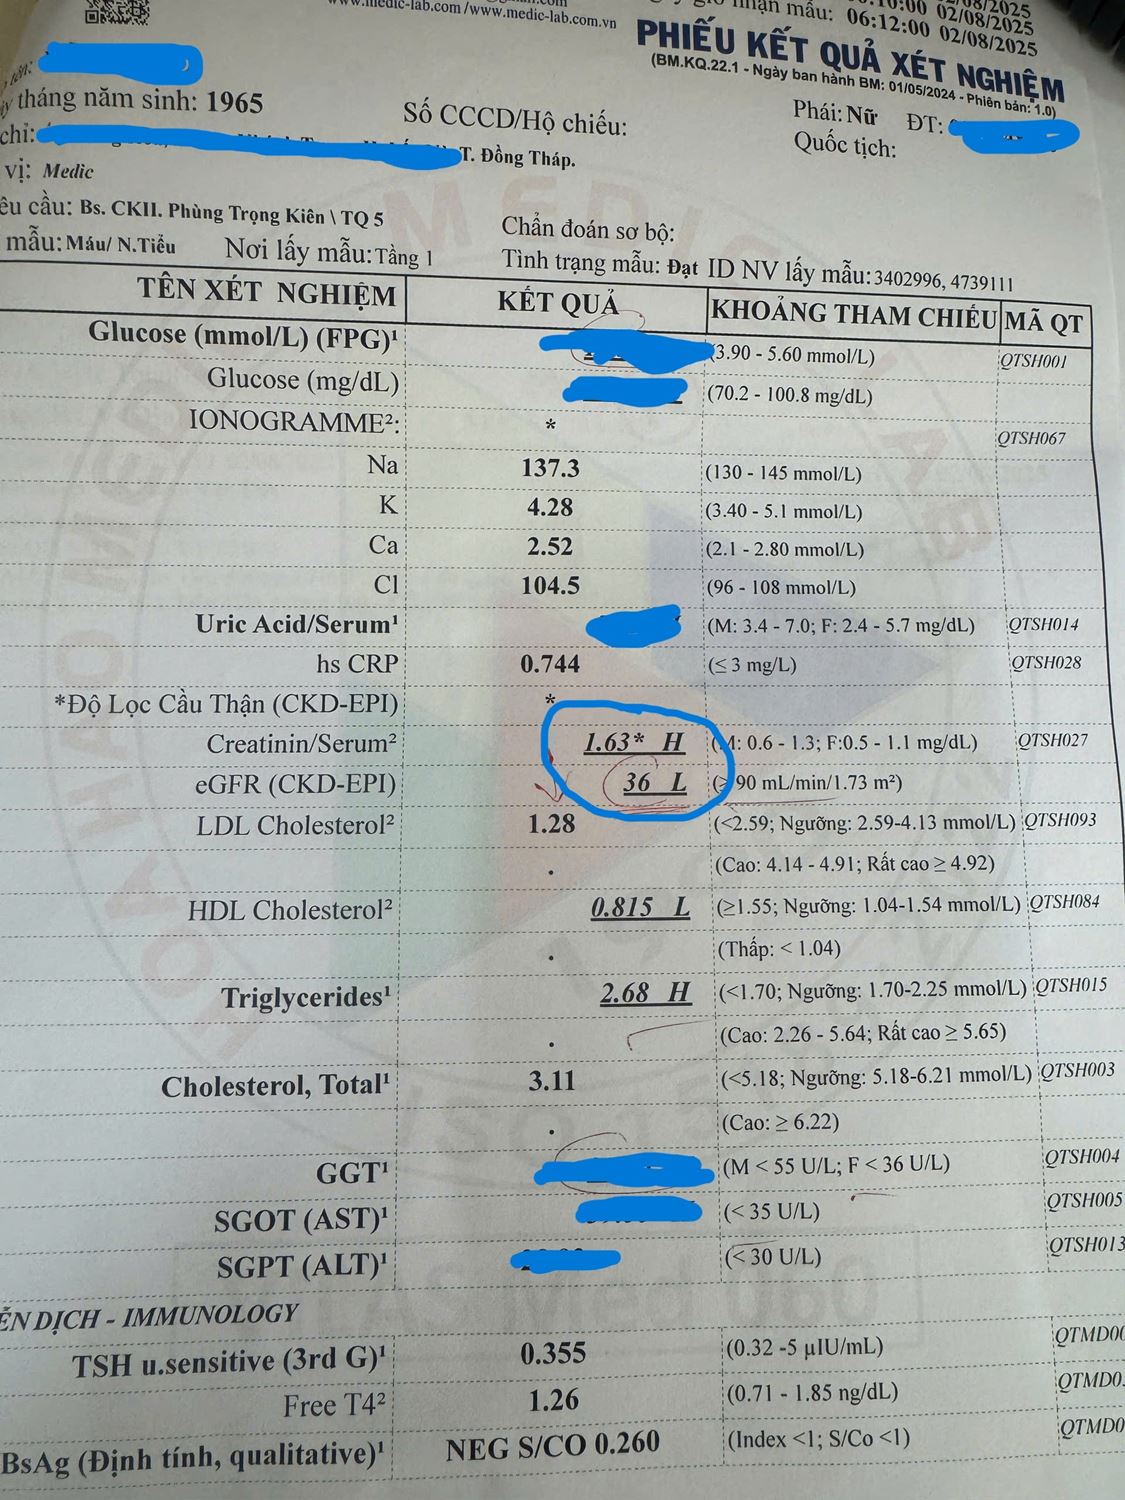 www.medic-lab.com /www.medic-lab.com.vn
02/08/2025
nhận mẫu: 06:12:00 02/08/2025
PHIẾU KẾT QUẢ XÉT NGHIỆM
(BM.KQ.22.1 - Ngày ban hành BM: 01/05/2024 - Phiên bản: 1.0)
tên:
tháng năm sinh: 1965
Số CCCD/Hộ chiếu:
Phái: Nữ ĐT:
chỉ: T. Đồng Tháp.
Quốc tịch:
vị: Medic
êu cầu: Bs. CKII. Phùng Trọng Kiên \ TQ 5
Chẩn đoán sơ bộ:
mẫu: Máu/ N.Tiểu Nơi lấy mẫu: Tầng 1
Tình trạng mẫu: Đạt ID NV lấy mẫu: 3402996, 4739111
TÊN XÉT NGHIỆM KẾT QUẢ KHOẢNG THAM CHIẾU MÃ QT
Glucose (mmol/L) (FPG)¹ (3.90 - 5.60 mmol/L) QTSH001
Glucose (mg/dL) (70.2 - 100.8 mg/dL)
IONOGRAMME²: * QTSH067
Na 137.3 (130 - 145 mmol/L)
K 4.28 (3.40 - 5.1 mmol/L)
Ca 2.52 (2.1 - 2.80 mmol/L)
Cl 104.5 (96 - 108 mmol/L)
Uric Acid/Serum¹ (M: 3.4 - 7.0; F: 2.4 - 5.7 mg/dL) QTSH014
hs CRP 0.744 (≤ 3 mg/L) QTSH028
*Độ Lọc Cầu Thận (CKD-EPI) *
Creatinin/Serum² 1.63* H (M: 0.6 - 1.3; F:0.5 - 1.1 mg/dL) QTSH027
eGFR (CKD-EPI) 36 L (≥ 90 mL/min/1.73 m²)
LDL Cholesterol² 1.28 (<2.59; Ngưỡng: 2.59-4.13 mmol/L) QTSH093
. (Cao: 4.14 - 4.91; Rất cao ≥ 4.92)
HDL Cholesterol² 0.815 L (≥1.55; Ngưỡng: 1.04-1.54 mmol/L) QTSH084
. (Thấp: < 1.04)
Triglycerides¹ 2.68 H (<1.70; Ngưỡng: 1.70-2.25 mmol/L) QTSH015
. (Cao: 2.26 - 5.64; Rất cao ≥ 5.65)
Cholesterol, Total¹ 3.11 (<5.18; Ngưỡng: 5.18-6.21 mmol/L) QTSH003
. (Cao: ≥ 6.22)
GGT¹ (M < 55 U/L; F < 36 U/L) QTSH004
SGOT (AST)¹ (< 35 U/L) QTSH005
SGPT (ALT)¹ (< 30 U/L) QTSH013
ỄN DỊCH - IMMUNOLOGY
TSH u.sensitive (3rd G)¹ 0.355 (0.32 -5 µIU/mL) QTMD00
Free T4² 1.26 (0.71 - 1.85 ng/dL) QTMD0
BsAg (Định tính, qualitative)¹ NEG S/CO 0.260 (Index <1; S/Co <1) QTMD0